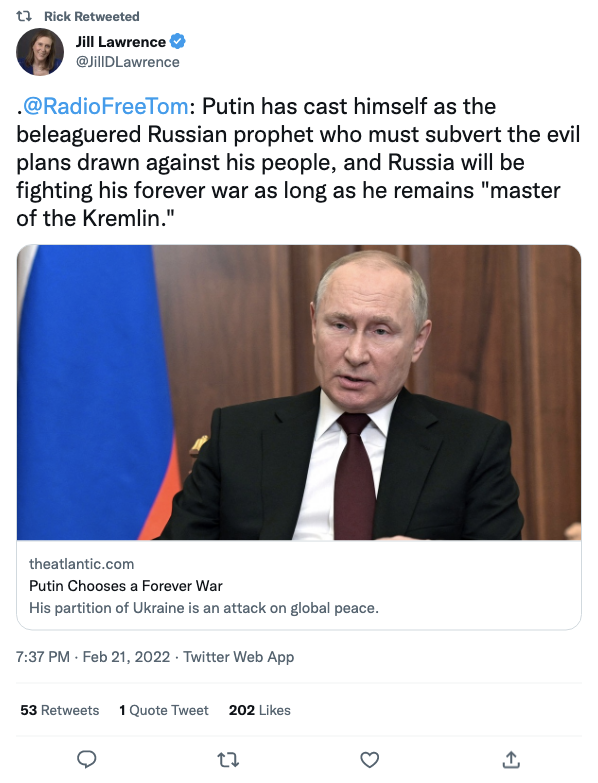 Rick Retweeted
Jill Lawrence
@JillDLawrence
.@RadioFreeTom: Putin has cast himself as the
beleaguered Russian prophet who must subvert the evil
plans drawn against his people, and Russia will be
fighting his forever war as long as he remains "master
of the Kremlin."
theatlantic.com
Putin Chooses a Forever War
His partition of Ukraine is an attack on global peace.
7:37 PM · Feb 21, 2022 · Twitter Web App
53 Retweets 1 Quote Tweet 202 Likes